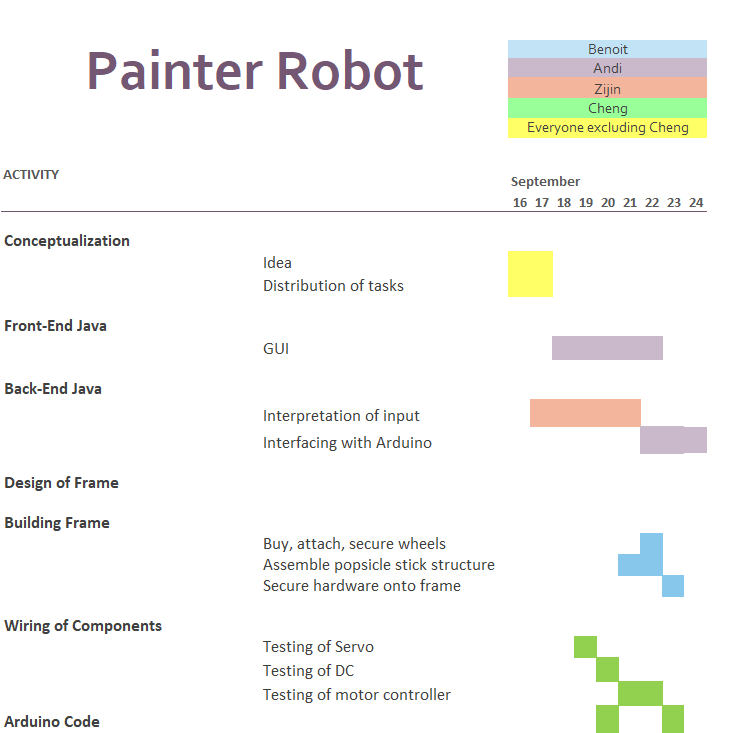 Painter Robot
Benoit
Andi
Zijin
Cheng
Everyone excluding Cheng
ACTIVITY
September
16 17 18 19 20 21 22 23 24
Conceptualization
Idea
Distribution of tasks
Front-End Java
GUI
Back-End Java
Interpretation of input
Interfacing with Arduino
Design of Frame
Building Frame
Buy, attach, secure wheels
Assemble popsicle stick structure
Secure hardware onto frame
Wiring of Components
Testing of Servo
Testing of DC
Testing of motor controller
Arduino Code